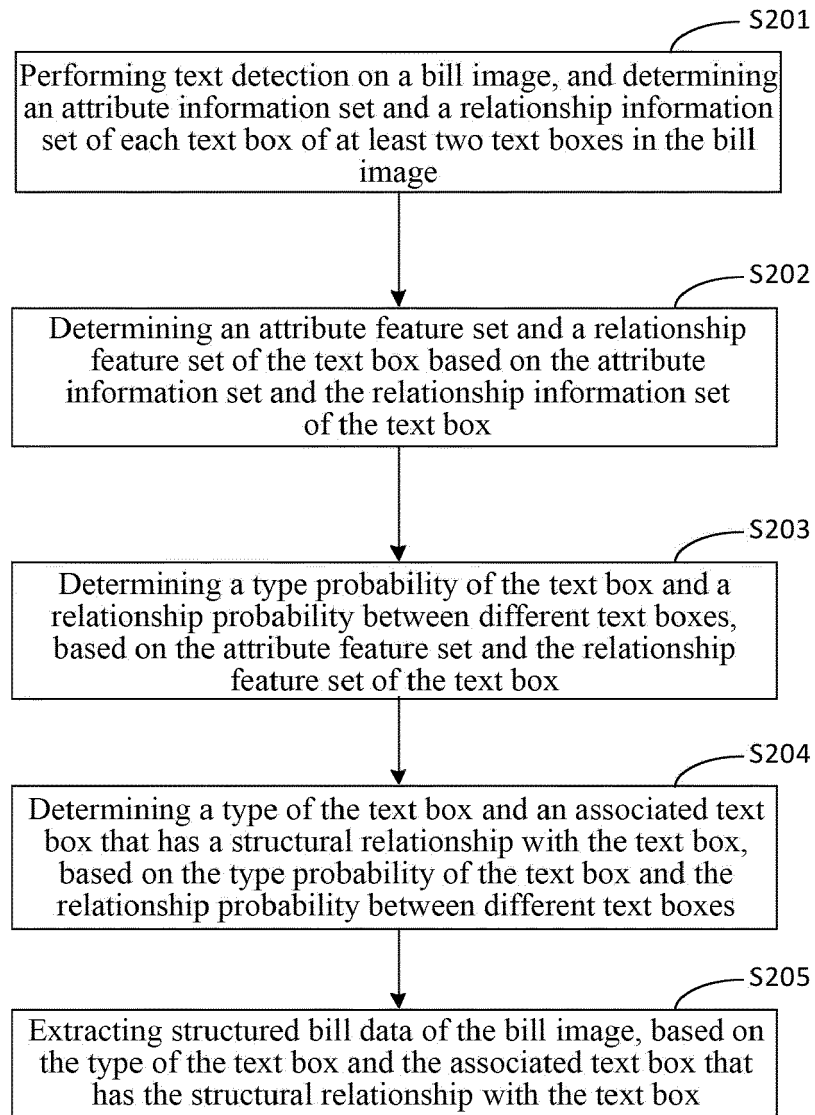 S201
Performing text detection on a bill image, and determining
an attribute information set and a relationship information
set of each text box of at least two text boxes in the bill
image
S202
Determining an attribute feature set and a relationship
feature set of the text box based on the attribute
information set and the relationship information set
of the text box
S203
Determining a type probability of the text box and a
relationship probability between different text boxes,
based on the attribute feature set and the relationship
feature set of the text box
S204
Determining a type of the text box and an associated text
box that has a structural relationship with the text box,
based on the type probability of the text box and the
relationship probability between different text boxes
S205
Extracting structured bill data of the bill image, based on
the type of the text box and the associated text box that
has the structural relationship with the text box